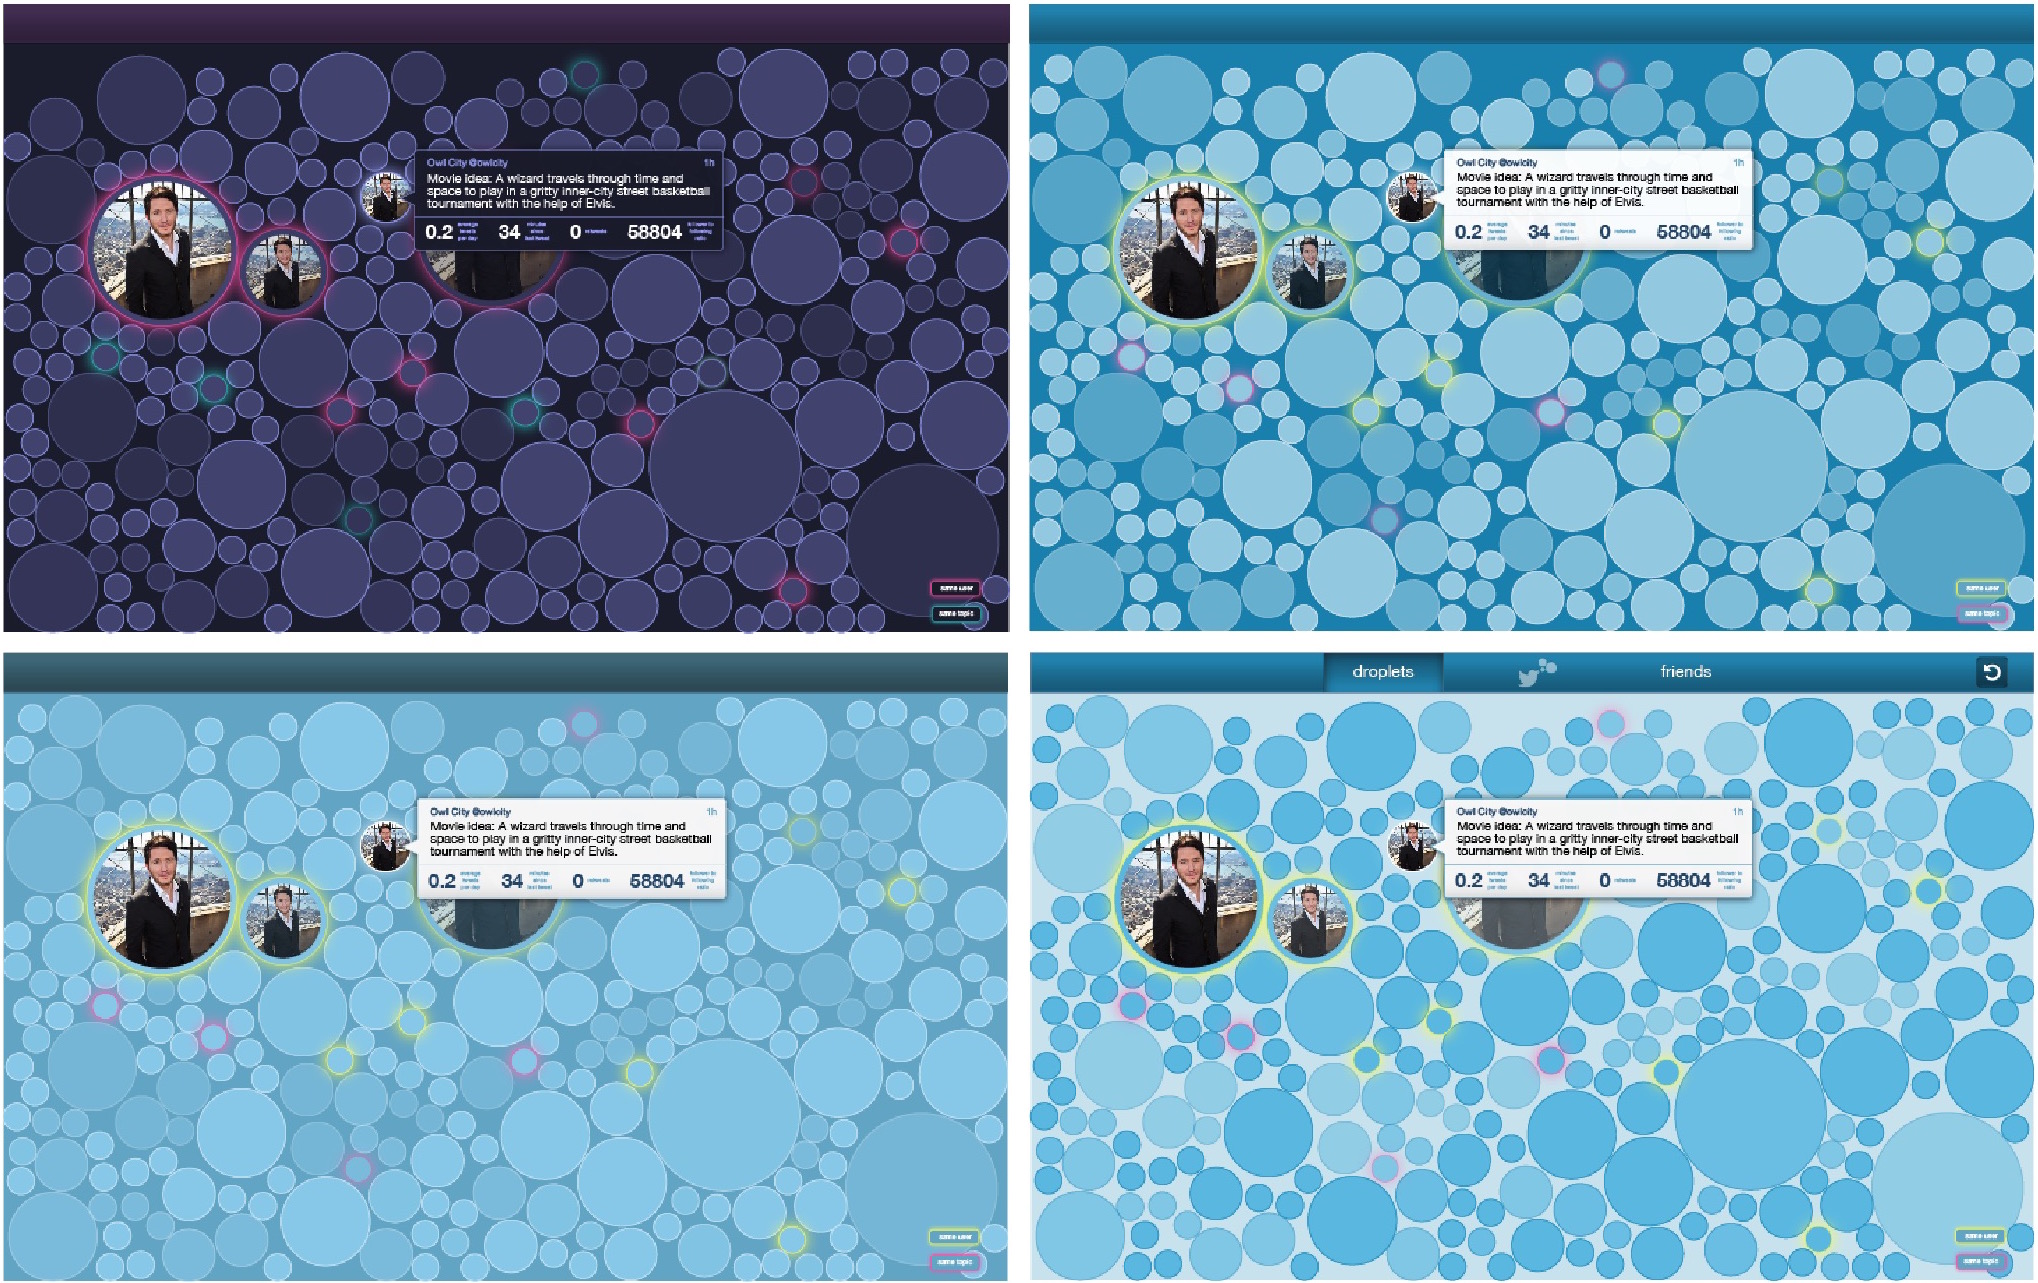 Owl City @owlcity 1h
Movie idea: A wizard travels through time and
space to play in a gritty inner-city street basketball
tournament with the help of Elvis.
0.2 average tweets per day 34 minutes since last tweet 0 retweets 58804 follower to following ratio
same user
same topic
Owl City @owlcity 1h
Movie idea: A wizard travels through time and
space to play in a gritty inner-city street basketball
tournament with the help of Elvis.
0.2 average tweets per day 34 minutes since last tweet 0 retweets 58804 follower to following ratio
same user
same topic
Owl City @owlcity 1h
Movie idea: A wizard travels through time and
space to play in a gritty inner-city street basketball
tournament with the help of Elvis.
0.2 average tweets per day 34 minutes since last tweet 0 retweets 58804 follower to following ratio
same user
same topic
droplets friends
Owl City @owlcity 1h
Movie idea: A wizard travels through time and
space to play in a gritty inner-city street basketball
tournament with the help of Elvis.
0.2 average tweets per day 34 minutes since last tweet 0 retweets 58804 follower to following ratio
same user
same topic